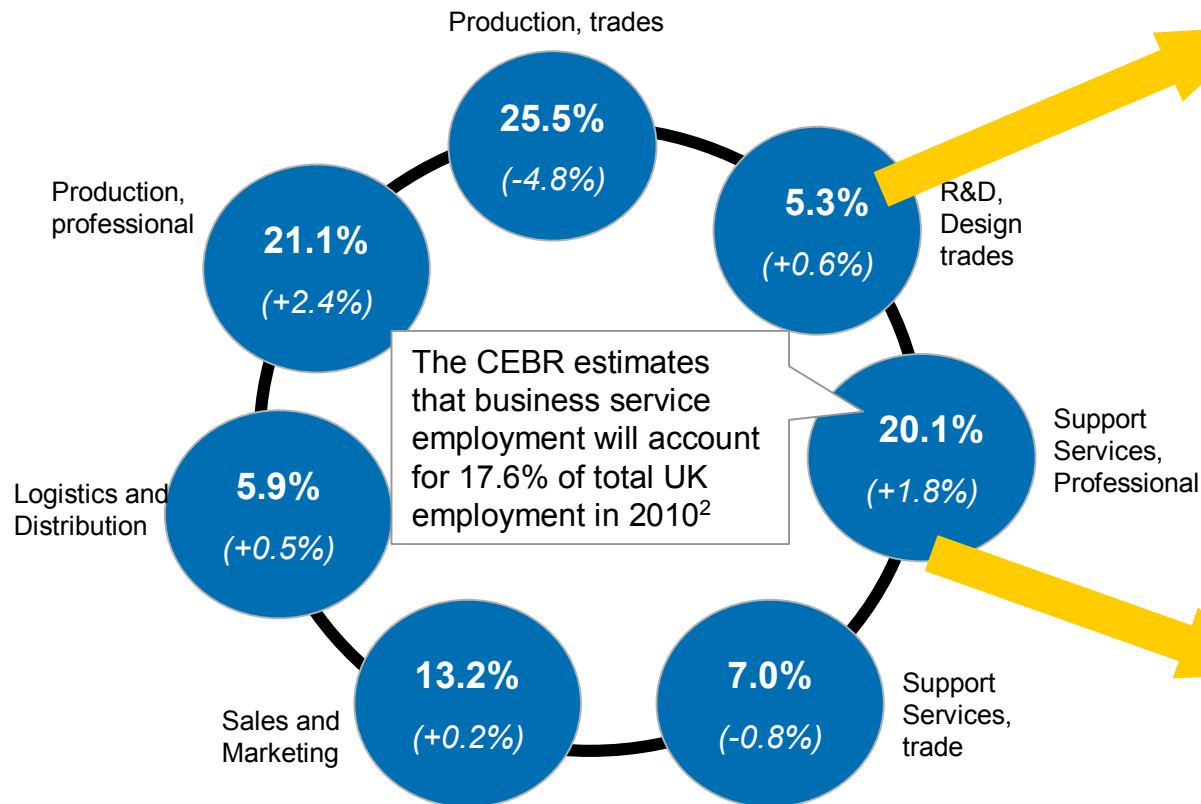 Production, trades
25.5%
(-4.8%)
Production,
professional
21.1%
(+2.4%)
5.3%
(+0.6%)
R&D,
Design
trades
The CEBR estimates
that business service
employment will account
for 17.6% of total UK
employment in 2010²
20.1%
(+1.8%)
Support
Services,
Professional
Logistics and
Distribution
5.9%
(+0.5%)
Sales and
Marketing
13.2%
(+0.2%)
7.0%
(-0.8%)
Support
Services,
trade